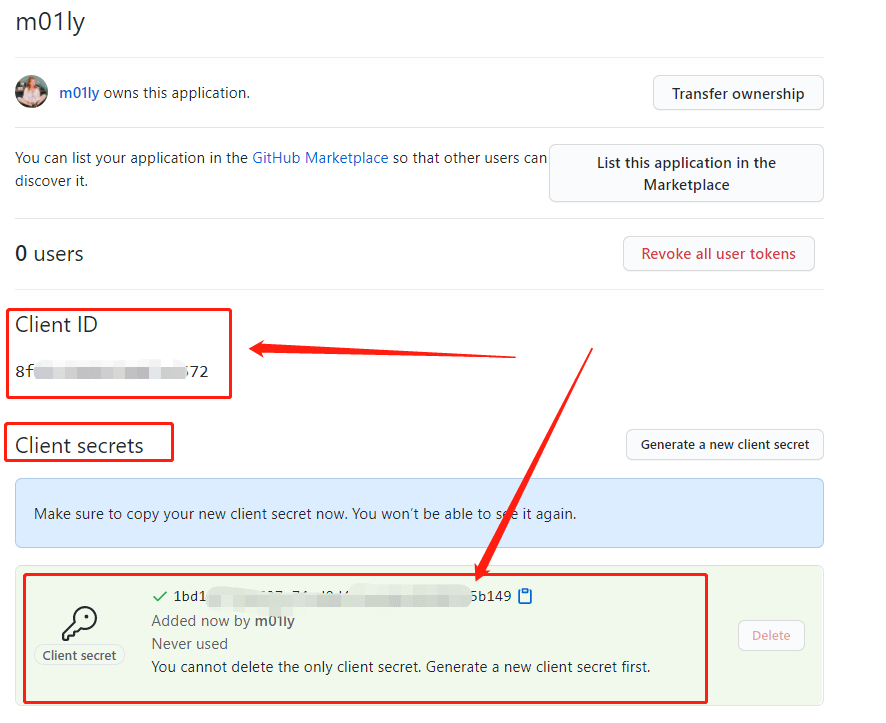 m01ly
m01ly owns this application.
Transfer ownership
You can list your application in the GitHub Marketplace so that other users can
discover it.
List this application in the
Marketplace
0 users
Revoke all user tokens
Client ID
8f 72
Client secrets
Generate a new client secret
Make sure to copy your new client secret now. You won't be able to see it again.
1bd1 5b149
Added now by m01ly
Never used
Client secret
You cannot delete the only client secret. Generate a new client secret first.
Delete